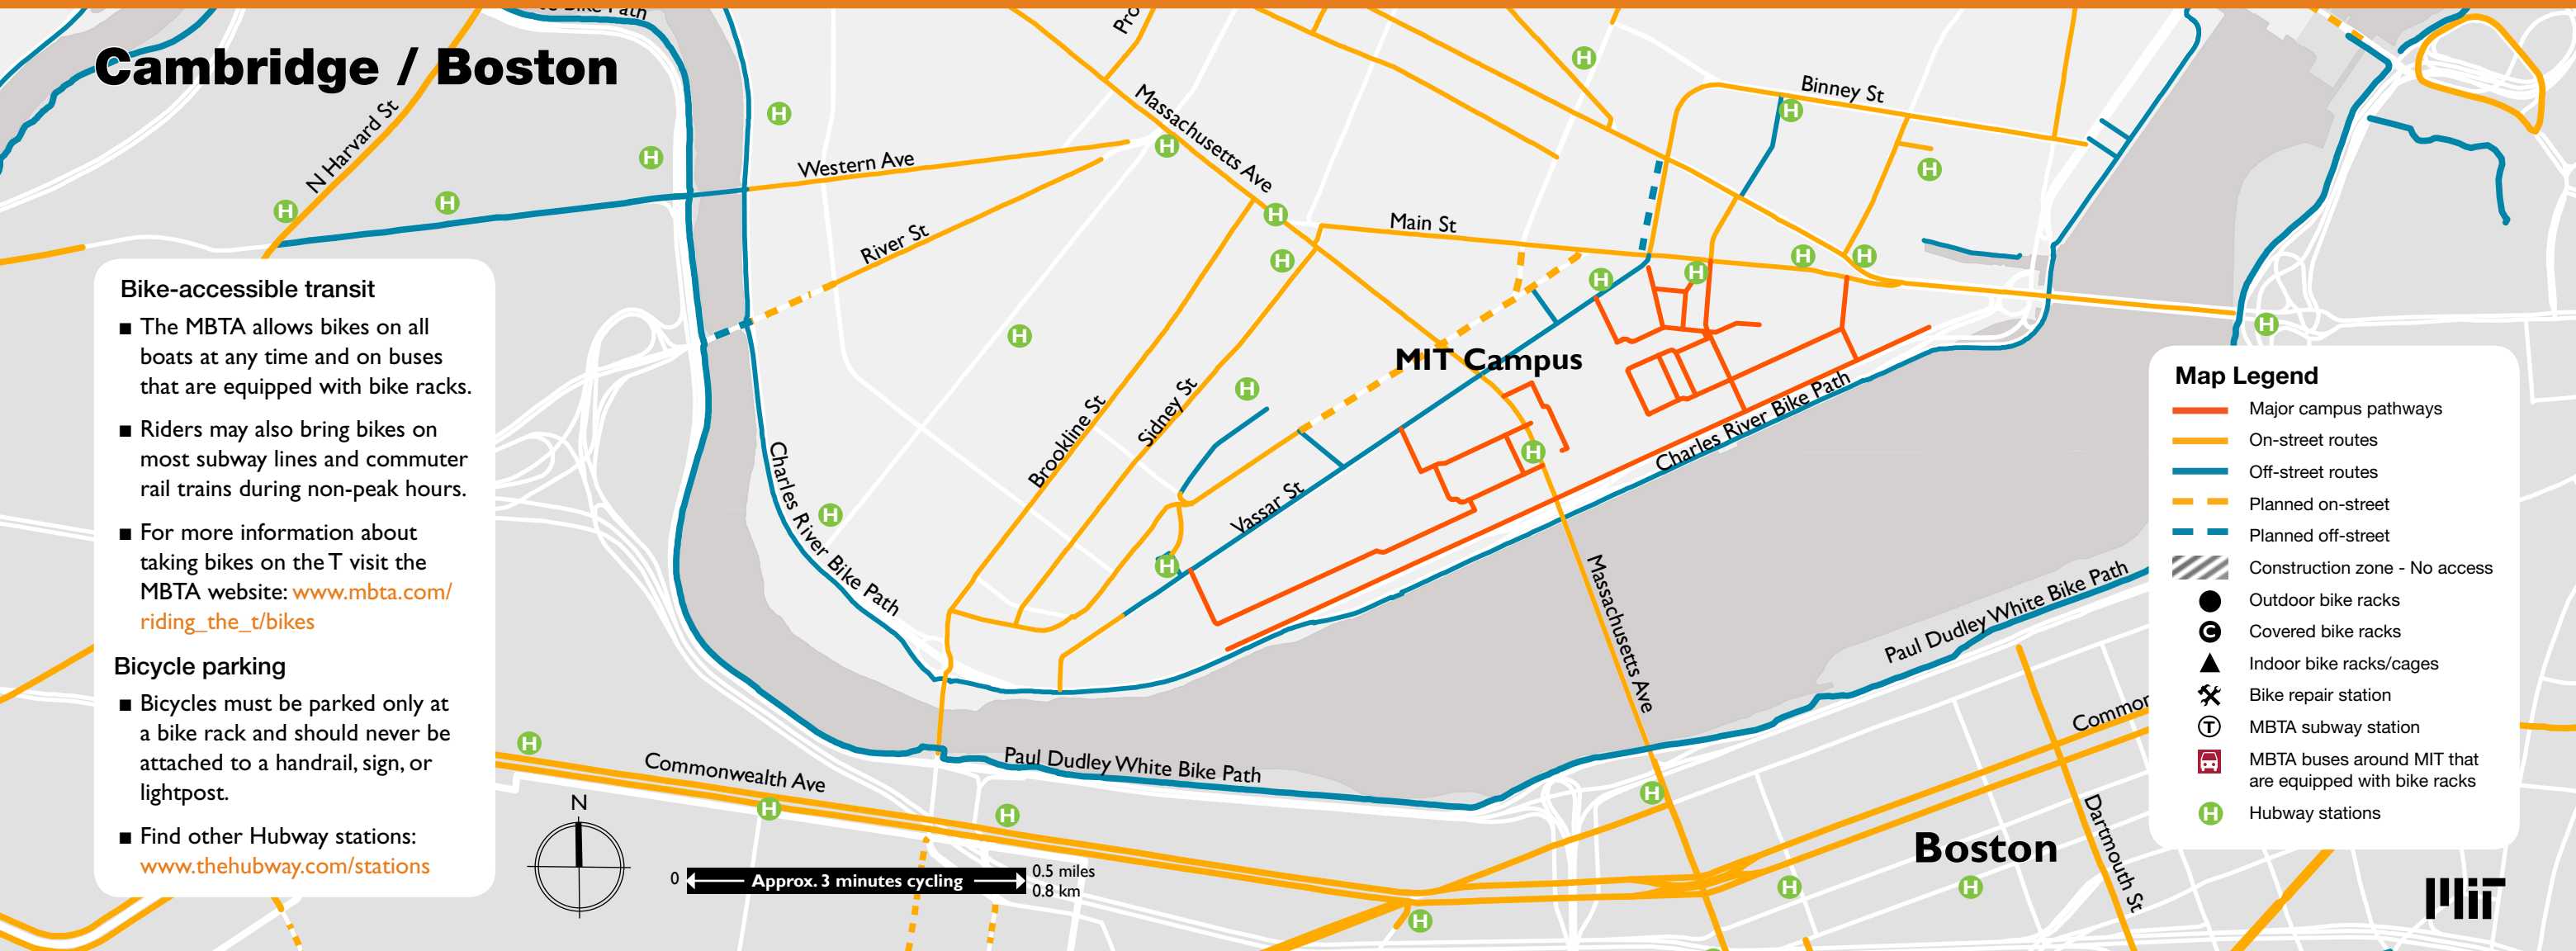 Cambridge / Boston
Bike Path
N Harvard St
Western Ave
River St
Massachusetts Ave
Main St
Binney St
MIT Campus
Brookline St
Sidney St
Vassar St
Charles River Bike Path
Charles River Bike Path
Massachusetts Ave
Paul Dudley White Bike Path
Paul Dudley White Bike Path
Commonwealth Ave
Dartmouth St
Boston
Bike-accessible transit
■ The MBTA allows bikes on all
boats at any time and on buses
that are equipped with bike racks.
■ Riders may also bring bikes on
most subway lines and commuter
rail trains during non-peak hours.
■ For more information about
taking bikes on the T visit the
MBTA website: www.mbta.com/
riding_the_t/bikes
Bicycle parking
■ Bicycles must be parked only at
a bike rack and should never be
attached to a handrail, sign, or
lightpost.
■ Find other Hubway stations:
www.thehubway.com/stations
N
0
Approx. 3 minutes cycling
0.5 miles
0.8 km
Map Legend
Major campus pathways
On-street routes
Off-street routes
Planned on-street
Planned off-street
Construction zone - No access
Outdoor bike racks
C Covered bike racks
Indoor bike racks/cages
Bike repair station
T MBTA subway station
MBTA buses around MIT that
are equipped with bike racks
H Hubway stations
MIT